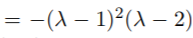 = −(λ − 1)²(λ − 2)